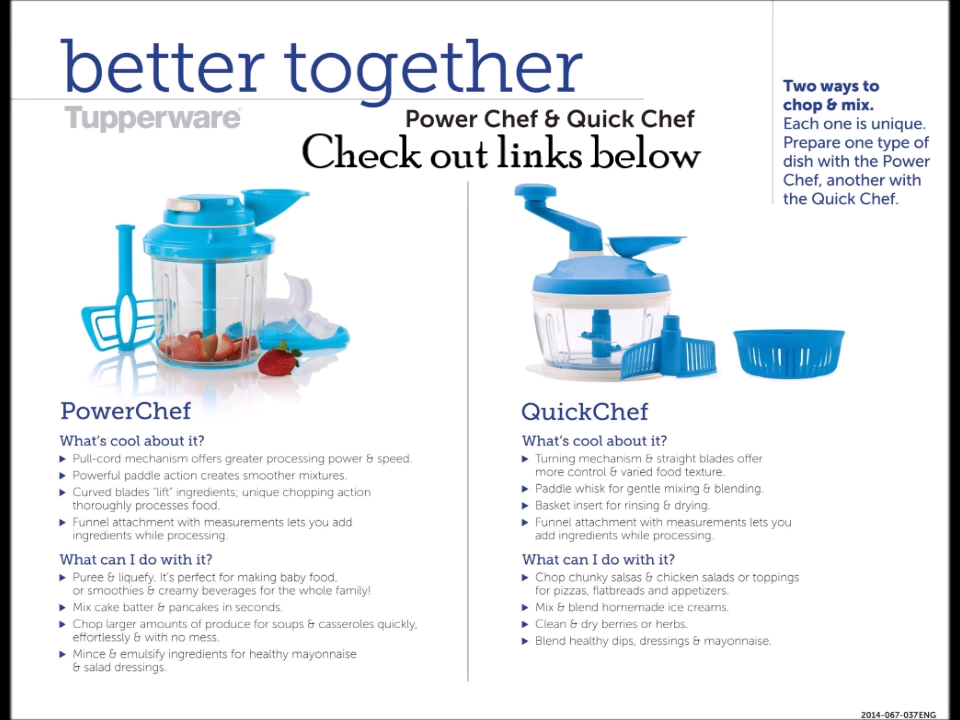 better together
Tupperware®
Power Chef & Quick Chef
Check out links below
Two ways to
chop & mix.
Each one is unique.
Prepare one type of
dish with the Power
Chef, another with
the Quick Chef.
PowerChef
What's cool about it?
Pull-cord mechanism offers greater processing power & speed.
Powerful paddle action creates smoother mixtures.
Curved blades "lift" ingredients; unique chopping action
thoroughly processes food.
Funnel attachment with measurements lets you add
ingredients while processing.
What can I do with it?
Puree & liquefy. It's perfect for making baby food,
or smoothies & creamy beverages for the whole family!
Mix cake batter & pancakes in seconds.
Chop larger amounts of produce for soups & casseroles quickly,
effortlessly & with no mess.
Mince & emulsify ingredients for healthy mayonnaise
& salad dressings.
QuickChef
What's cool about it?
Turning mechanism & straight blades offer
more control & varied food texture.
Paddle whisk for gentle mixing & blending.
Basket insert for rinsing & drying.
Funnel attachment with measurements lets you
add ingredients while processing.
What can I do with it?
Chop chunky salsas & chicken salads or toppings
for pizzas, flatbreads and appetizers.
Mix & blend homemade ice creams.
Clean & dry berries or herbs.
Blend healthy dips, dressings & mayonnaise.
2014-067-037ENG